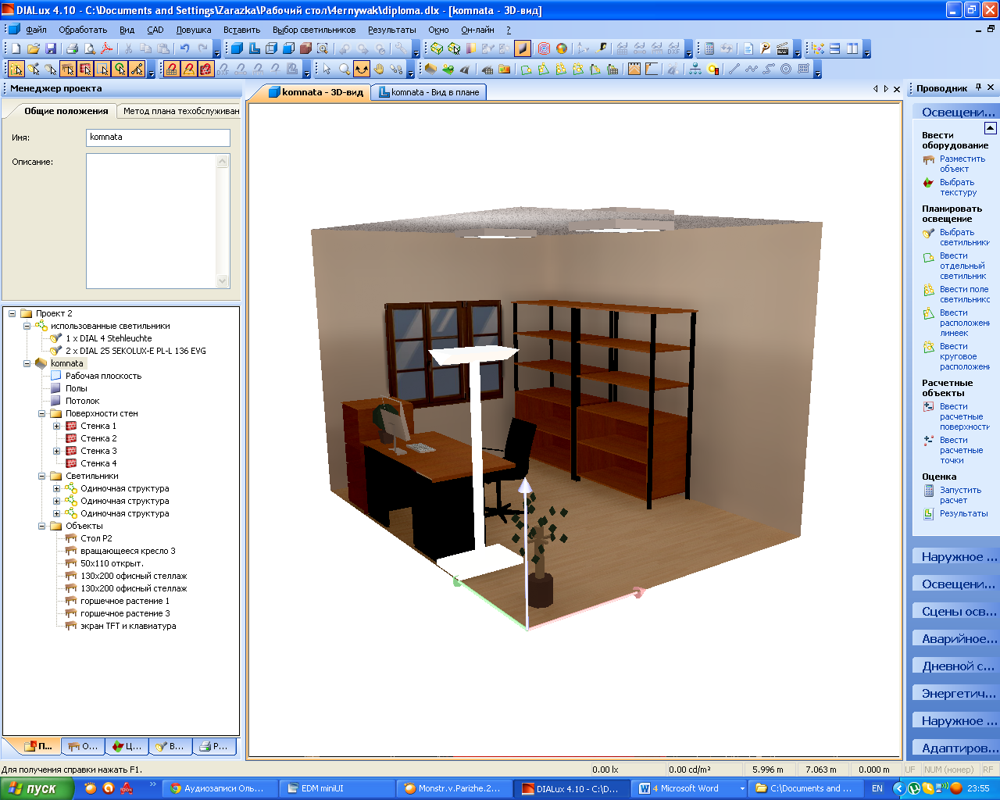 DIALux 4.10 - C:\Documents and Settings\Zarazka\Рабочий стол\4ernywak\diploma.dlx - [komnata - 3D-вид]
Файл Обработать Вид CAD Ловушка Вставить Выбор светильников Результаты Окно Он-лайн ?
Менеджер проекта
Общие положения
Метод плана техобслуживан
Имя:
komnata
Описание:
Проект 2
использованные светильники
1 x DIAL 4 Stehleuchte
2 x DIAL 25 SEKOLUX-E PL-L 136 EVG
komnata
Рабочая плоскость
Полы
Потолок
Поверхности стен
Стенка 1
Стенка 2
Стенка 3
Стенка 4
Светильники
Одиночная структура
Одиночная структура
Одиночная структура
Объекты
Стол P2
вращающееся кресло 3
50x110 открыт.
130x200 офисный стеллаж
130x200 офисный стеллаж
горшечное растение 1
горшечное растение 3
экран TFT и клавиатура
П... О... Ц... В... Р...
komnata - 3D-вид
komnata - Вид в плане
Проводник
Освещени...
Ввести
оборудование
Разместить
объект
Выбрать
текстуру
Планировать
освещение
Выбрать
светильники
Ввести
отдельный
светильник
Ввести поле
светильникс
Ввести
расположен
линеек
Ввести
круговое
расположен
Расчетные
объекты
Ввести
расчетные
поверхности
Ввести
расчетные
точки
Оценка
Запустить
расчет
Результаты
Наружное ...
Освещени...
Сцены осв...
Аварийное...
Дневной с...
Энергетич...
Наружное ...
Адаптиров...
Для получения справки нажать F1.
0.00 lx
0.00 cd/m²
5.996 m
7.063 m
0.000 m
UF
NUM (номер)
RF
пуск
Аудиозаписи Оль...
EDM miniUI
Monstr.v.Parizhe.2...
DIALux 4.10 - C:\D...
4 Microsoft Word
C:\Documents and ...
EN
23:55